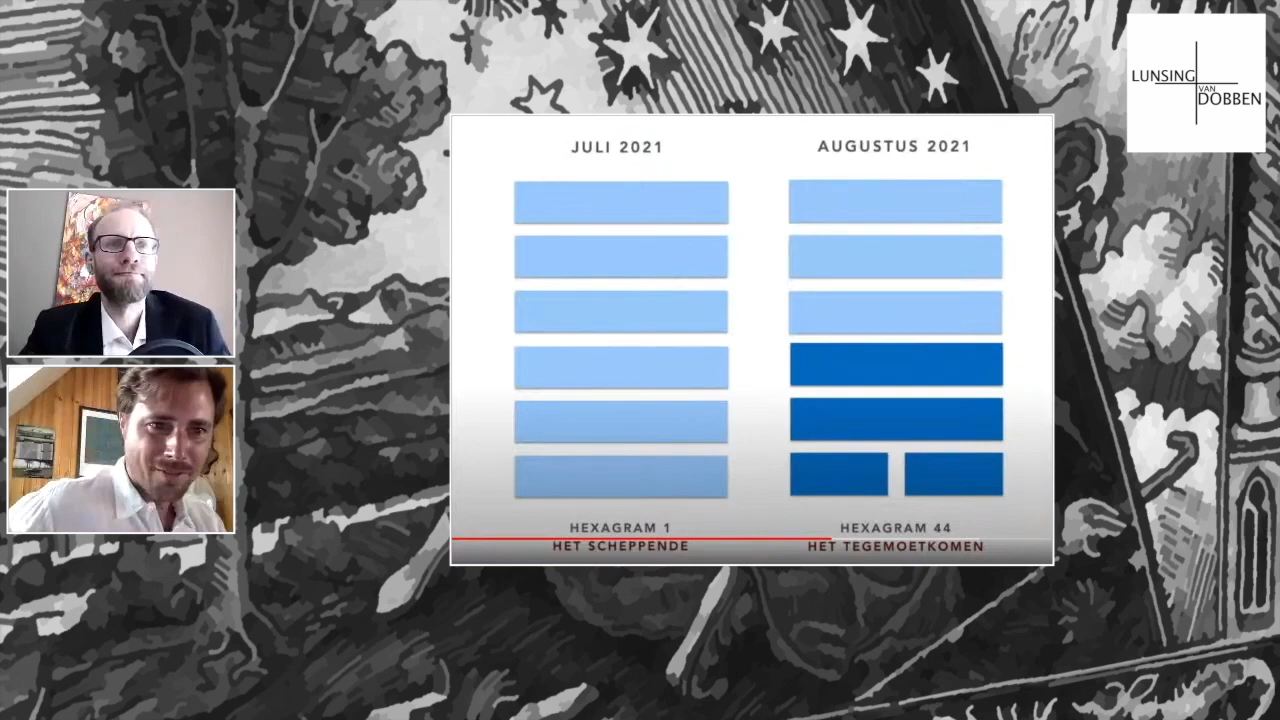 LUNSING
VAN
DOBBEN
JULI 2021
AUGUSTUS 2021
HEXAGRAM 1
HET SCHEPPENDE
HEXAGRAM 44
HET TEGEMOETKOMEN